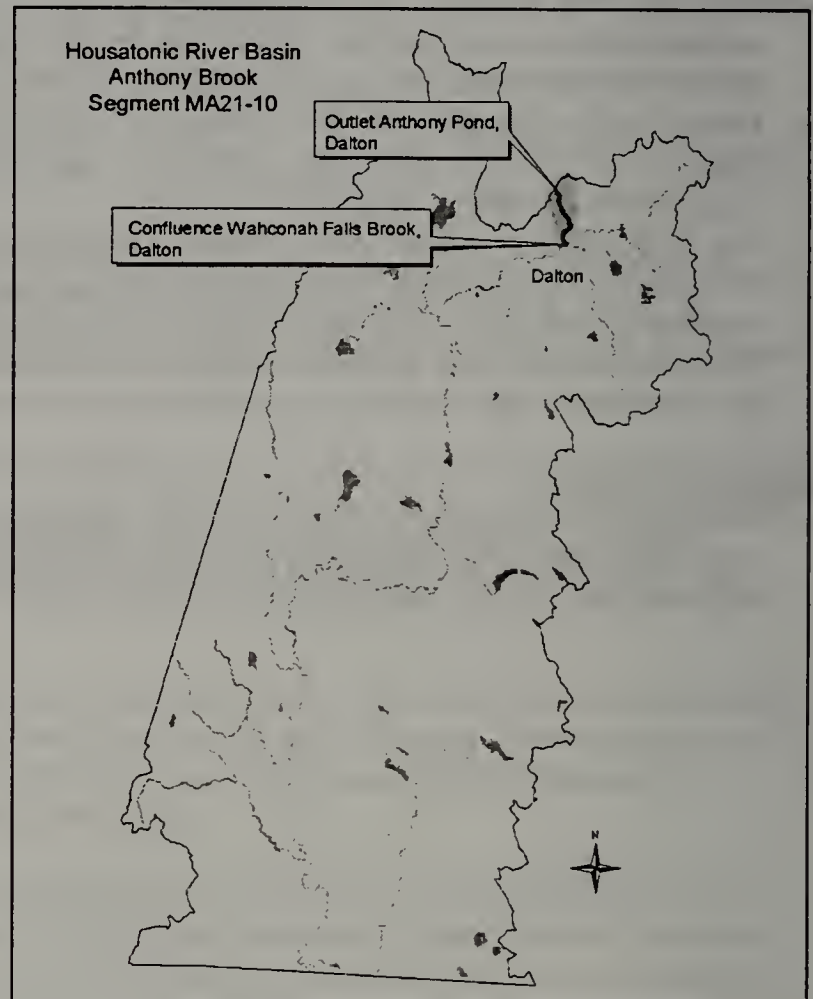 Housatonic River Basin
Anthony Brook
Segment MA21-10
Outlet Anthony Pond,
Dalton
Confluence Wahconah Falls Brook,
Dalton
Dalton
N